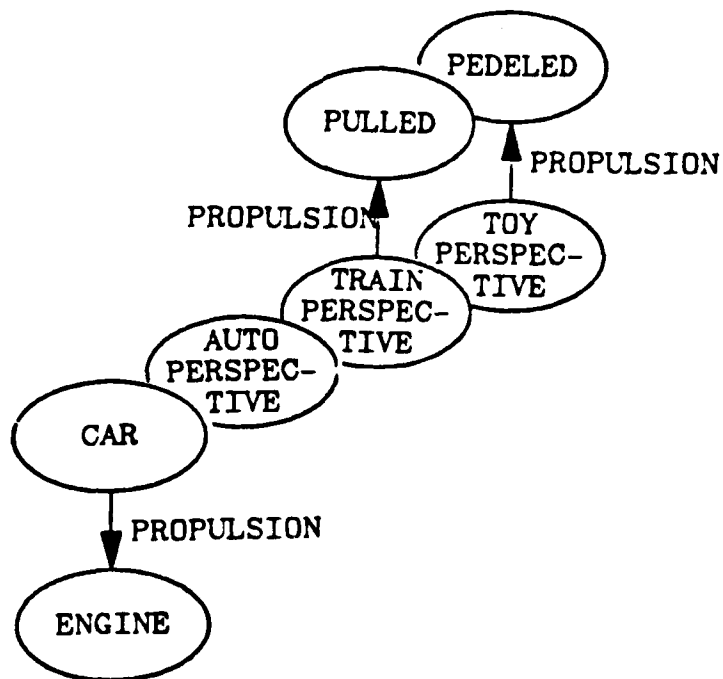 PEDELED
PULLED
PROPULSION
PROPULSION
TOY
PERSPEC-
TIVE
TRAIN
PERSPEC-
TIVE
AUTO
PERSPEC-
TIVE
CAR
PROPULSION
ENGINE